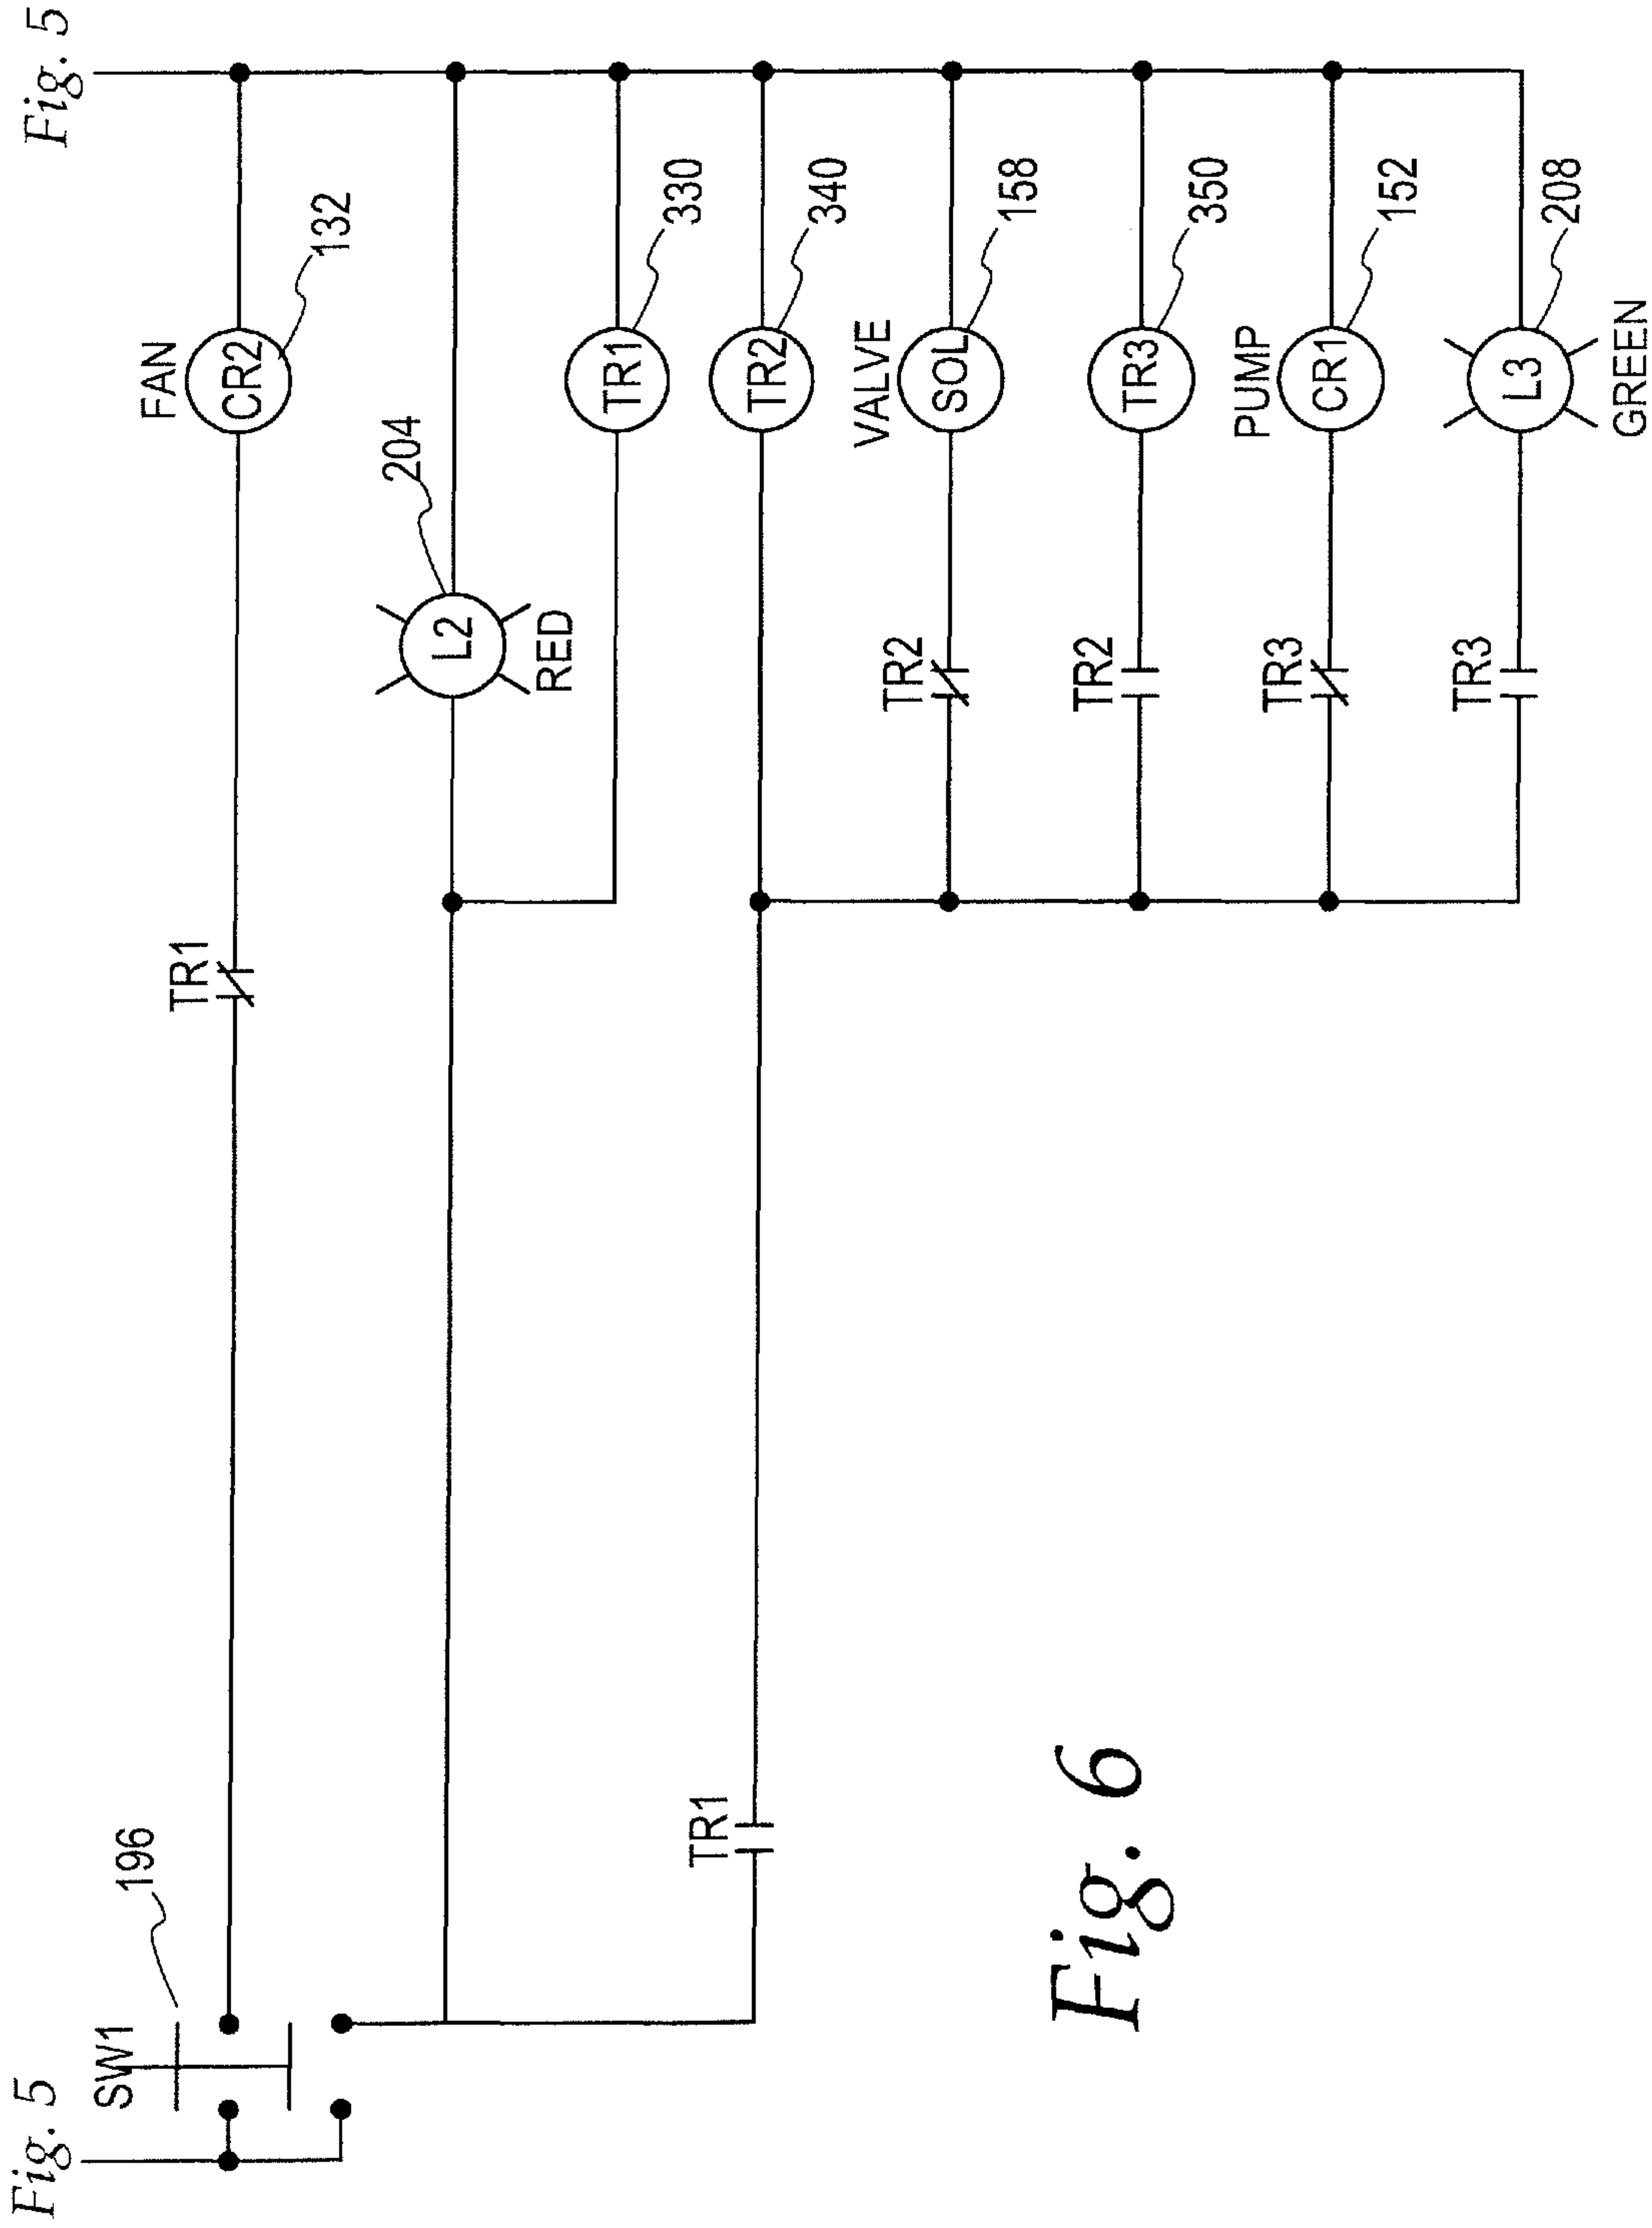 Fig. 5
Fig. 5
SW1
196
TR1
FAN
CR2
132
204
L2
RED
TR1
330
TR1
TR2
340
VALVE
TR2
SOL
158
TR2
TR3
350
PUMP
TR3
CR1
152
TR3
L3
208
GREEN
Fig. 6